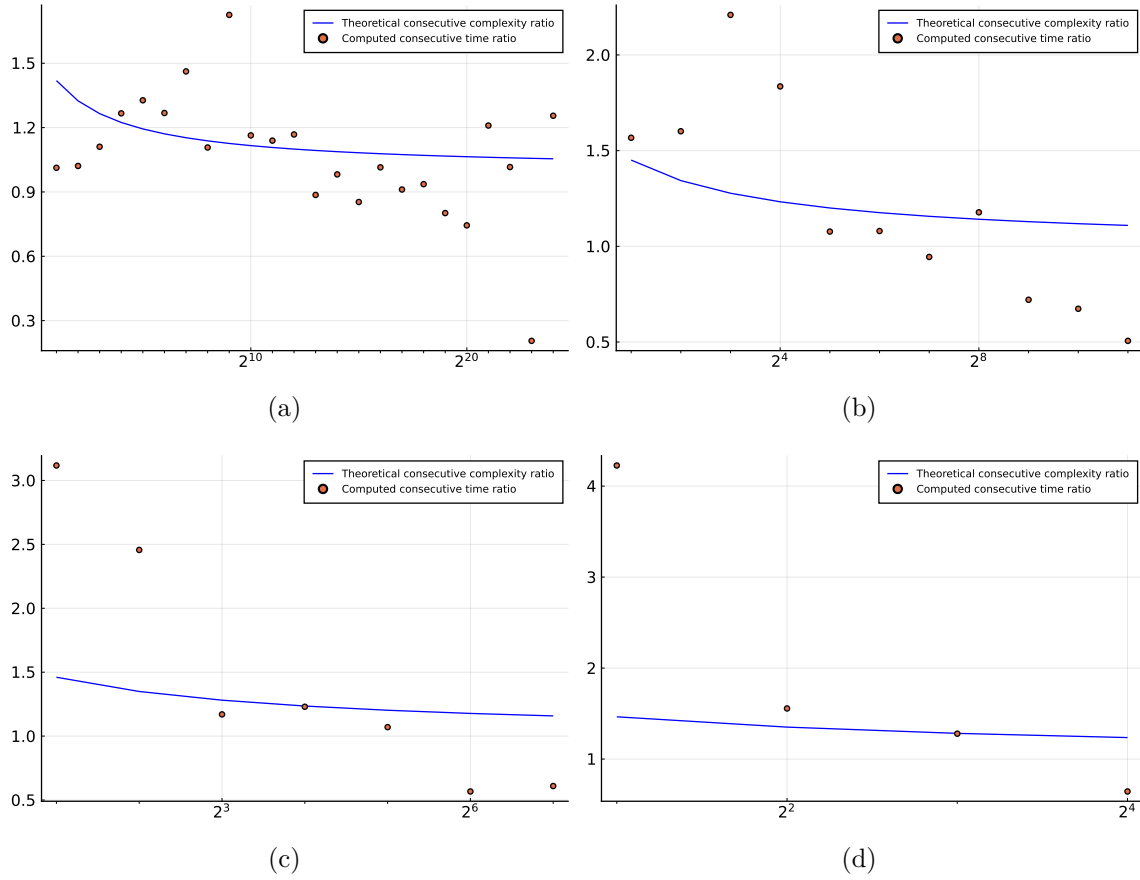 Theoretical consecutive complexity ratio
Computed consecutive time ratio
1.5
1.2
0.9
0.6
0.3
2^10
2^20
(a)
Theoretical consecutive complexity ratio
Computed consecutive time ratio
2.0
1.5
1.0
0.5
2^4
2^8
(b)
Theoretical consecutive complexity ratio
Computed consecutive time ratio
3.0
2.5
2.0
1.5
1.0
0.5
2^3
2^6
(c)
Theoretical consecutive complexity ratio
Computed consecutive time ratio
4
3
2
1
2^2
2^4
(d)